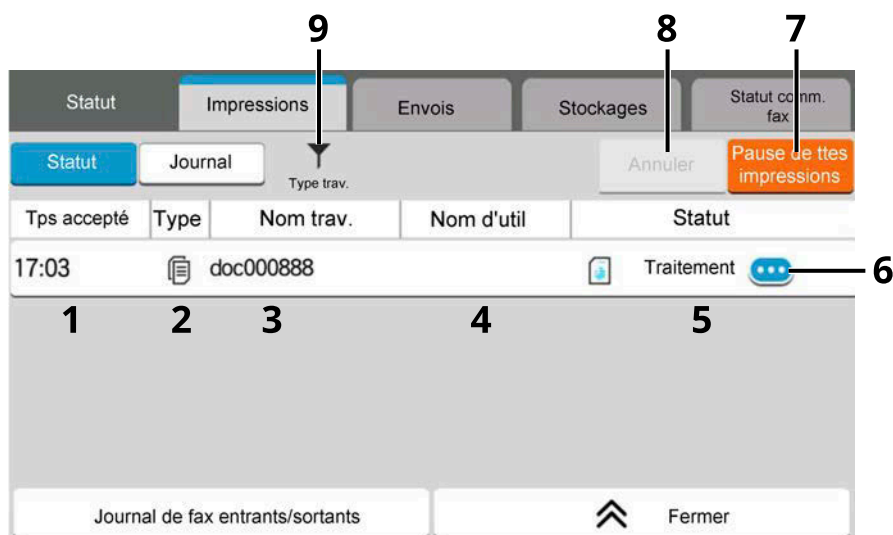 9 8 7
Statut Impressions Envois Stockages Statut comm.
fax
Statut Journal Type trav. Annuler Pause de ttes
impressions
Tps accepté Type Nom trav. Nom d'util Statut
17:03 doc000888 Traitement 6
1 2 3 4 5
Journal de fax entrants/sortants Fermer